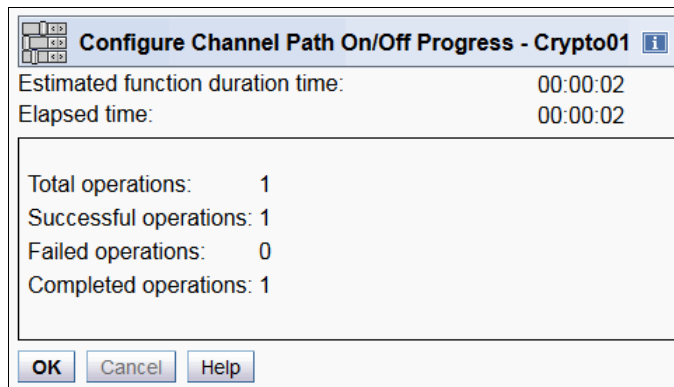 Configure Channel Path On/Off Progress - Crypto01 i
Estimated function duration time: 00:00:02
Elapsed time: 00:00:02
Total operations: 1
Successful operations: 1
Failed operations: 0
Completed operations: 1
OK Cancel Help